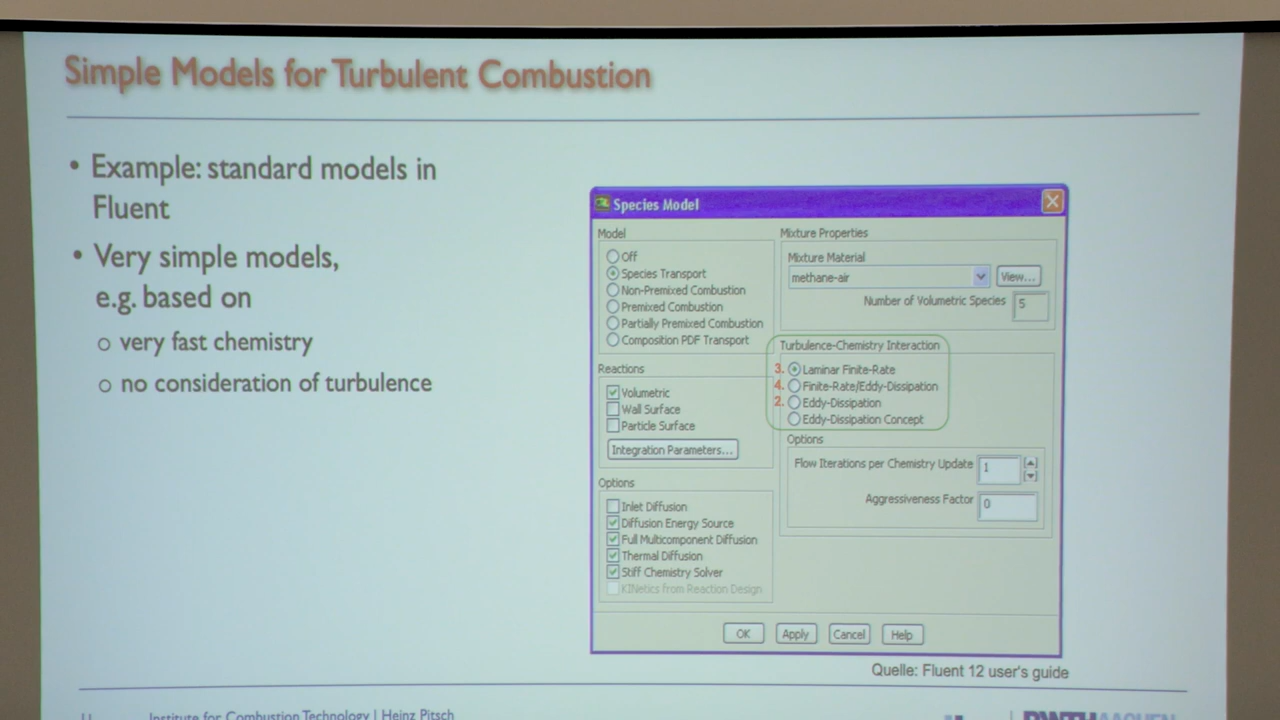 Simple Models for Turbulent Combustion
• Example: standard models in
Fluent
• Very simple models,
e.g. based on
o very fast chemistry
o no consideration of turbulence
Species Model
Model
Off
Species Transport
Non-Premixed Combustion
Premixed Combustion
Partially Premixed Combustion
Composition PDF Transport
Reactions
Volumetric
Wall Surface
Particle Surface
Integration Parameters...
Options
Inlet Diffusion
Diffusion Energy Source
Full Multicomponent Diffusion
Thermal Diffusion
Stiff Chemistry Solver
KINetics from Reaction Design
Mixture Properties
Mixture Material
methane-air
View...
Number of Volumetric Species 5
Turbulence-Chemistry Interaction
3. Laminar Finite-Rate
4. Finite-Rate/Eddy-Dissipation
2. Eddy-Dissipation
Eddy-Dissipation Concept
Options
Flow Iterations per Chemistry Update 1
Aggressiveness Factor 0
OK Apply Cancel Help
Quelle: Fluent 12 user's guide
Institute for Combustion Technology | Heinz Pitsch
RWTH AACHEN